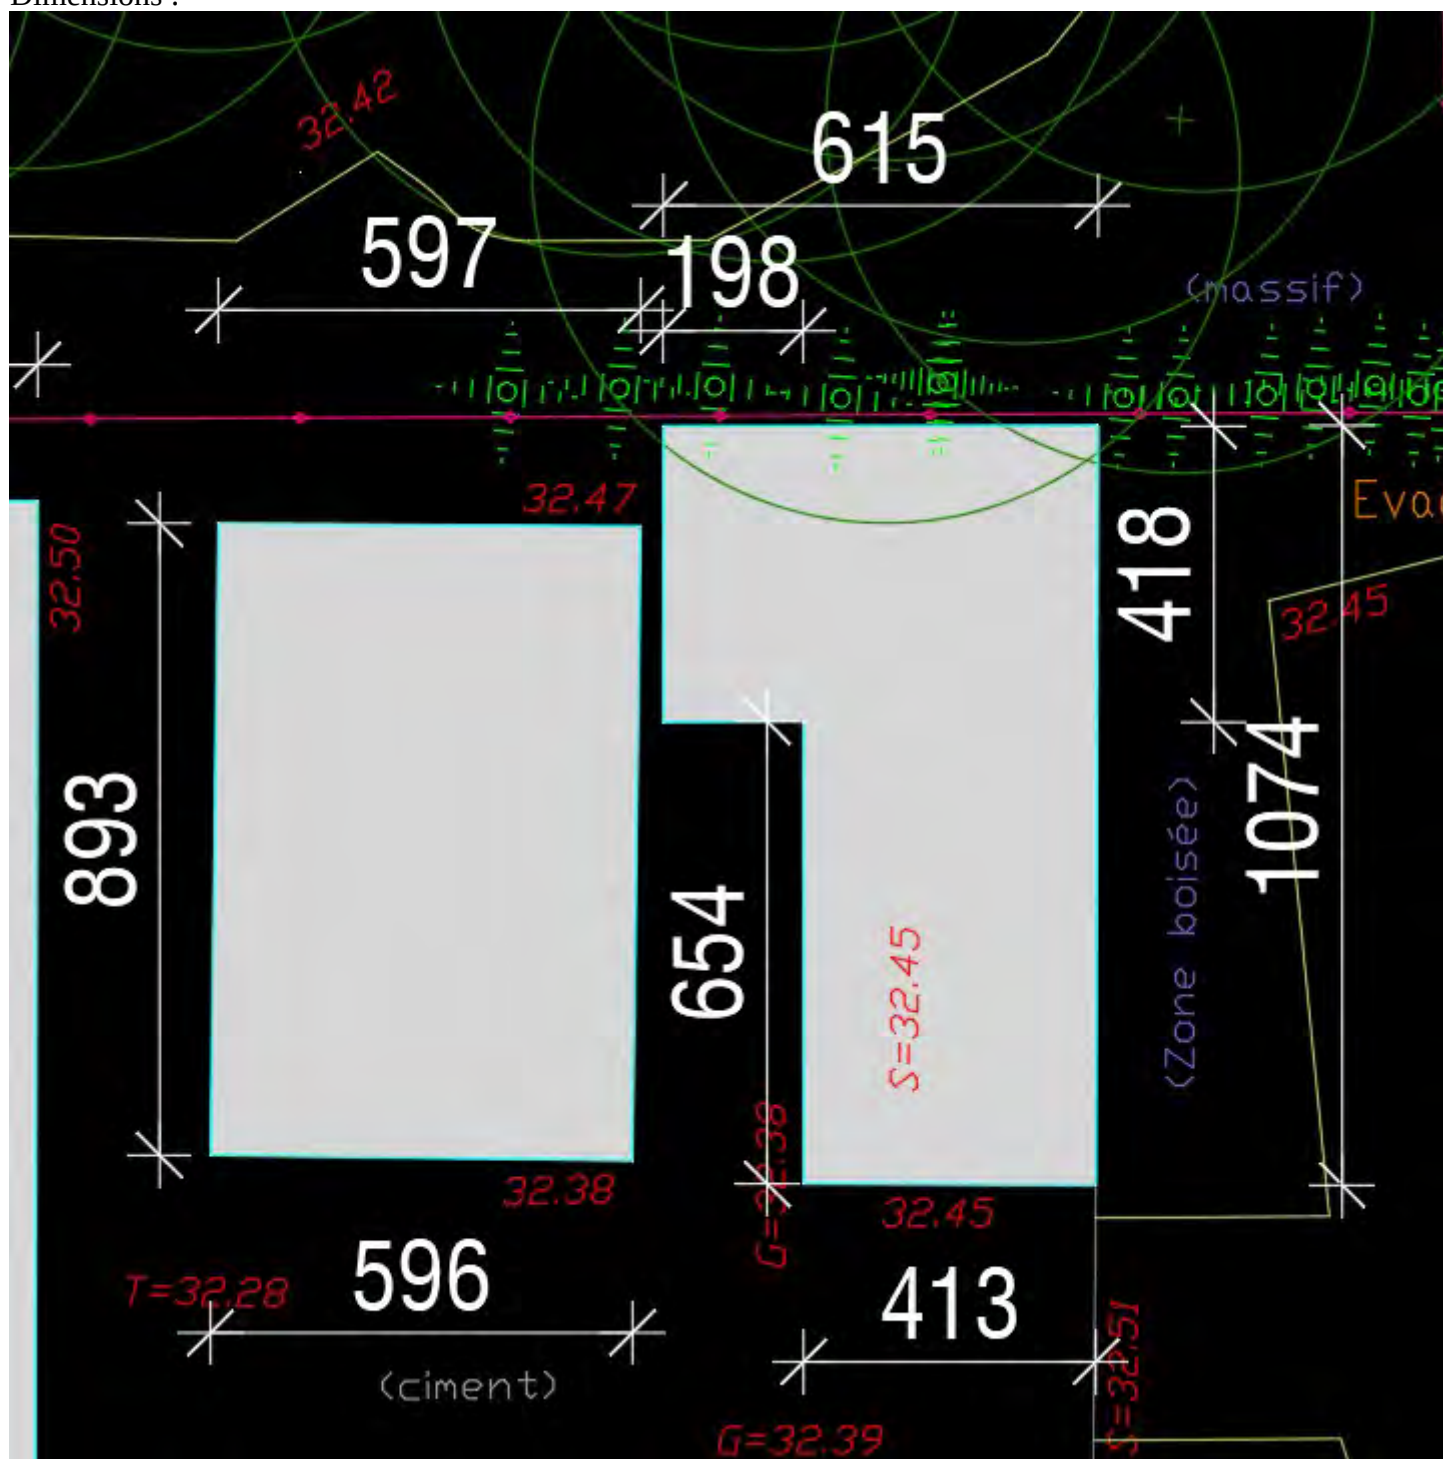 Dimensions :
32.42
615
597
198
(massif)
32.47
32.50
418
32.45
893
1074
(Zone boisée)
654
S=32.45
G=32.38
32.38
32.45
596
T=32.28
413
S=32.51
(ciment)
G=32.39